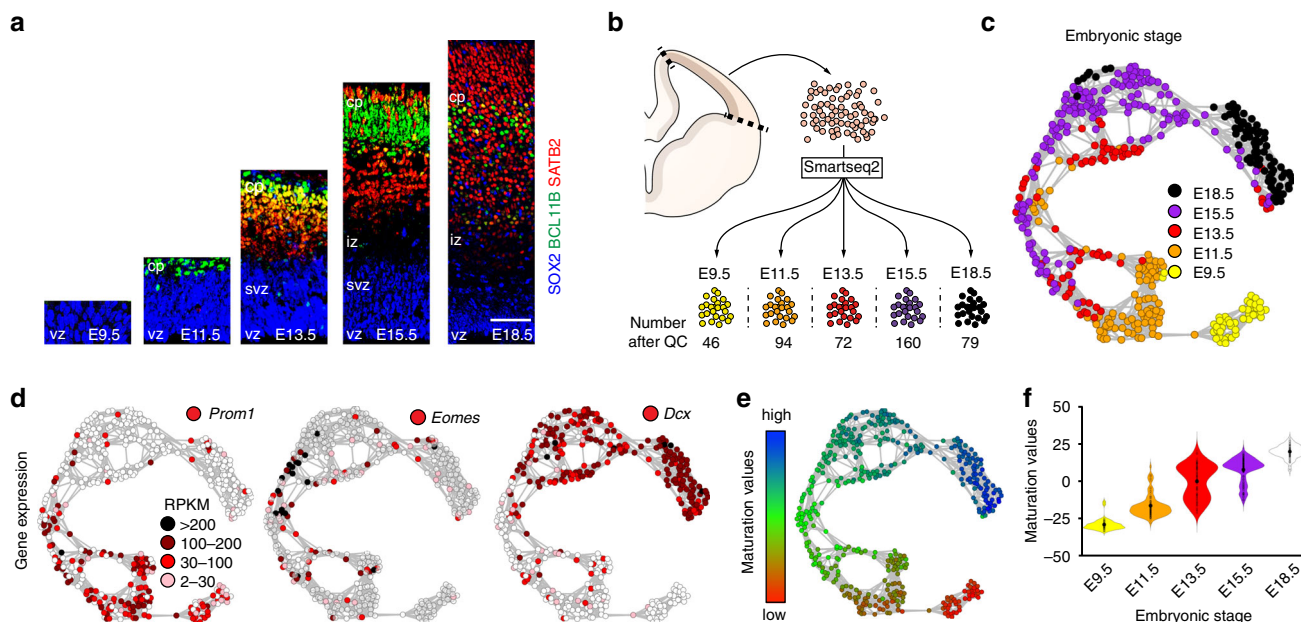 a
cp
cp
cp
cp
iz
iz
svz
svz
vz E9.5
vz E11.5
vz E13.5
vz E15.5
vz E18.5
SOX2 BCL11B SATB2
b
Smartseq2
E9.5 E11.5 E13.5 E15.5 E18.5
Number
after QC 46 94 72 160 79
c
Embryonic stage
E18.5
E15.5
E13.5
E11.5
E9.5
d
Prom1
Eomes
Dcx
Gene expression
RPKM
>200
100–200
30–100
2–30
e
high
Maturation values
low
f
Maturation values
50
25
0
−25
−50
E9.5
E11.5
E13.5
E15.5
E18.5
Embryonic stage